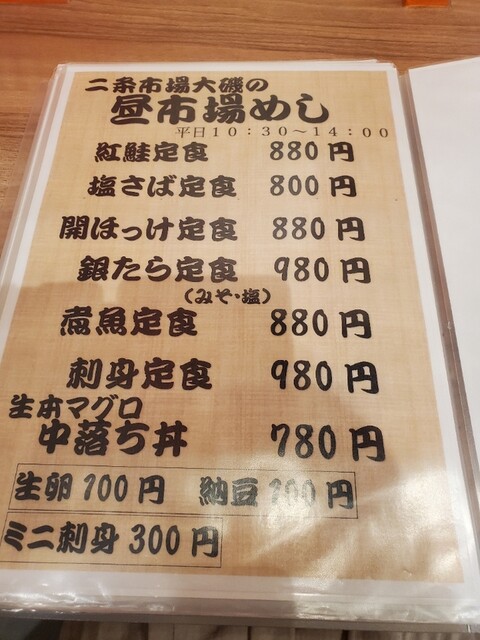 二条市場大磯の
昼市場めし
平日10:30～14:00
紅鮭定食 880円
塩さば定食 800円
開ほっけ定食 880円
銀たら定食 980円
(みそ・塩)
煮魚定食 880円
刺身定食 980円
生本マグロ
中落ち丼 780円
生卵100円 納豆100円
ミニ刺身300円